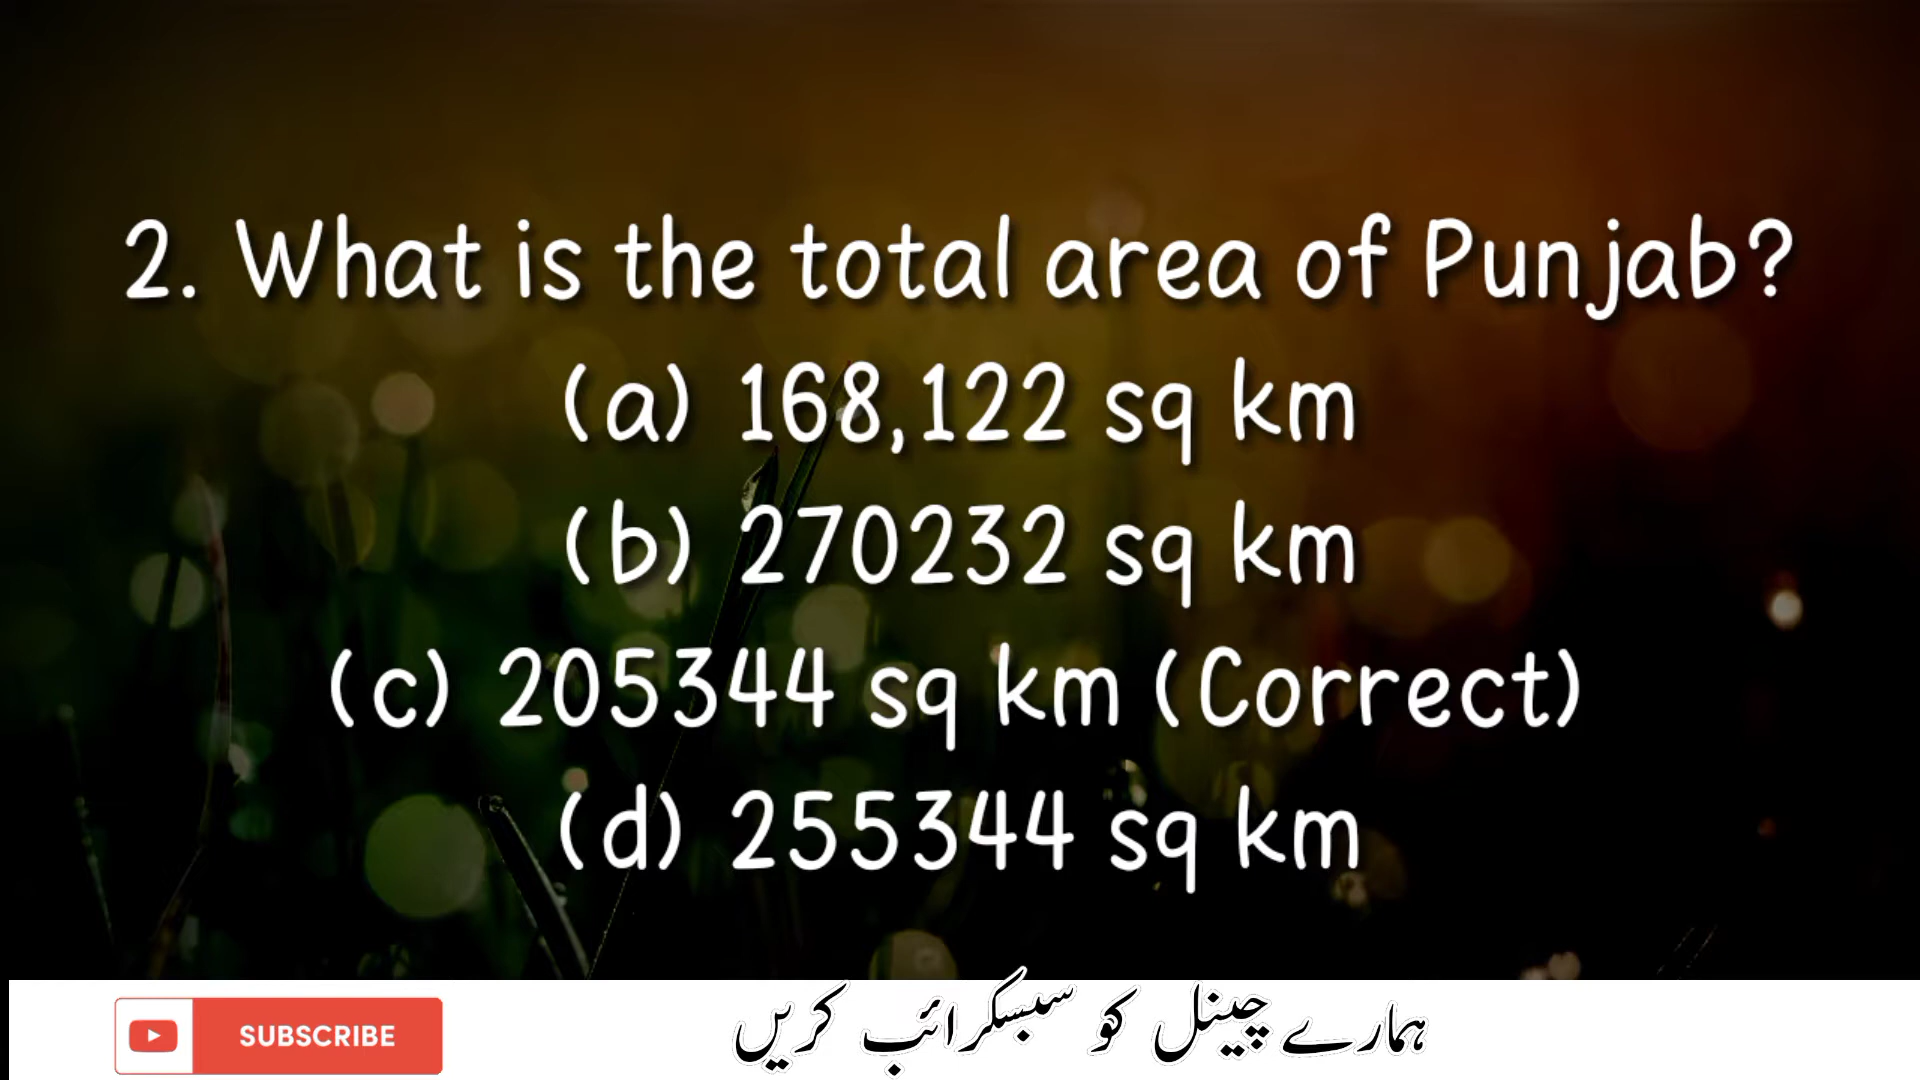 2. What is the total area of Punjab?
(a) 168,122 sq km
(b) 270232 sq km
(c) 205344 sq km (Correct)
(d) 255344 sq km
SUBSCRIBE
ہمارے چینل کو سبسکرائب کریں